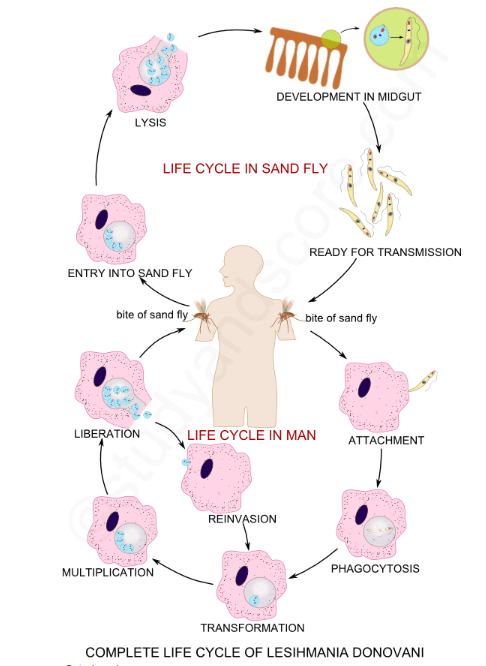 LYSIS
DEVELOPMENT IN MIDGUT
LIFE CYCLE IN SAND FLY
READY FOR TRANSMISSION
ENTRY INTO SAND FLY
bite of sand fly
bite of sand fly
LIBERATION
LIFE CYCLE IN MAN
ATTACHMENT
REINVASION
MULTIPLICATION
PHAGOCYTOSIS
TRANSFORMATION
COMPLETE LIFE CYCLE OF LESIHMANIA DONOVANI
@studyandscore.com